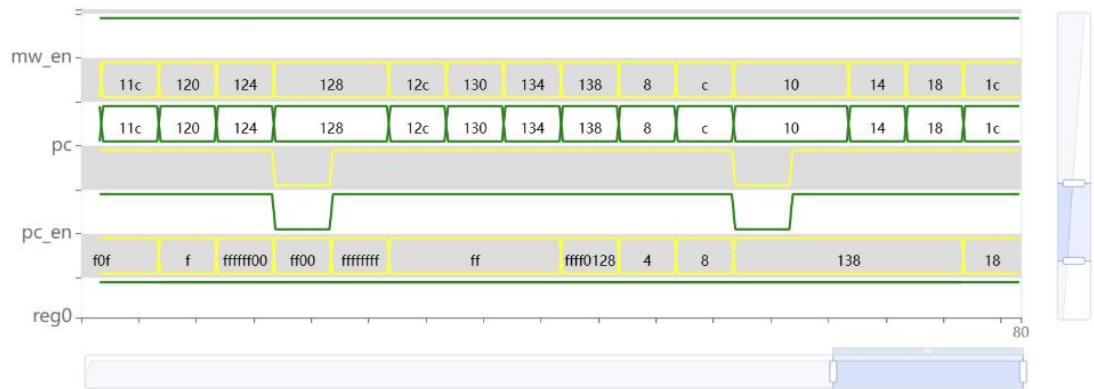 mw_en
11c 120 124 128 12c 130 134 138 8 c 10 14 18 1c
11c 120 124 128 12c 130 134 138 8 c 10 14 18 1c
pc
pc_en
f0f f ffffff00 ff00 ffffffff ff ffff0128 4 8 138 18
reg0
80